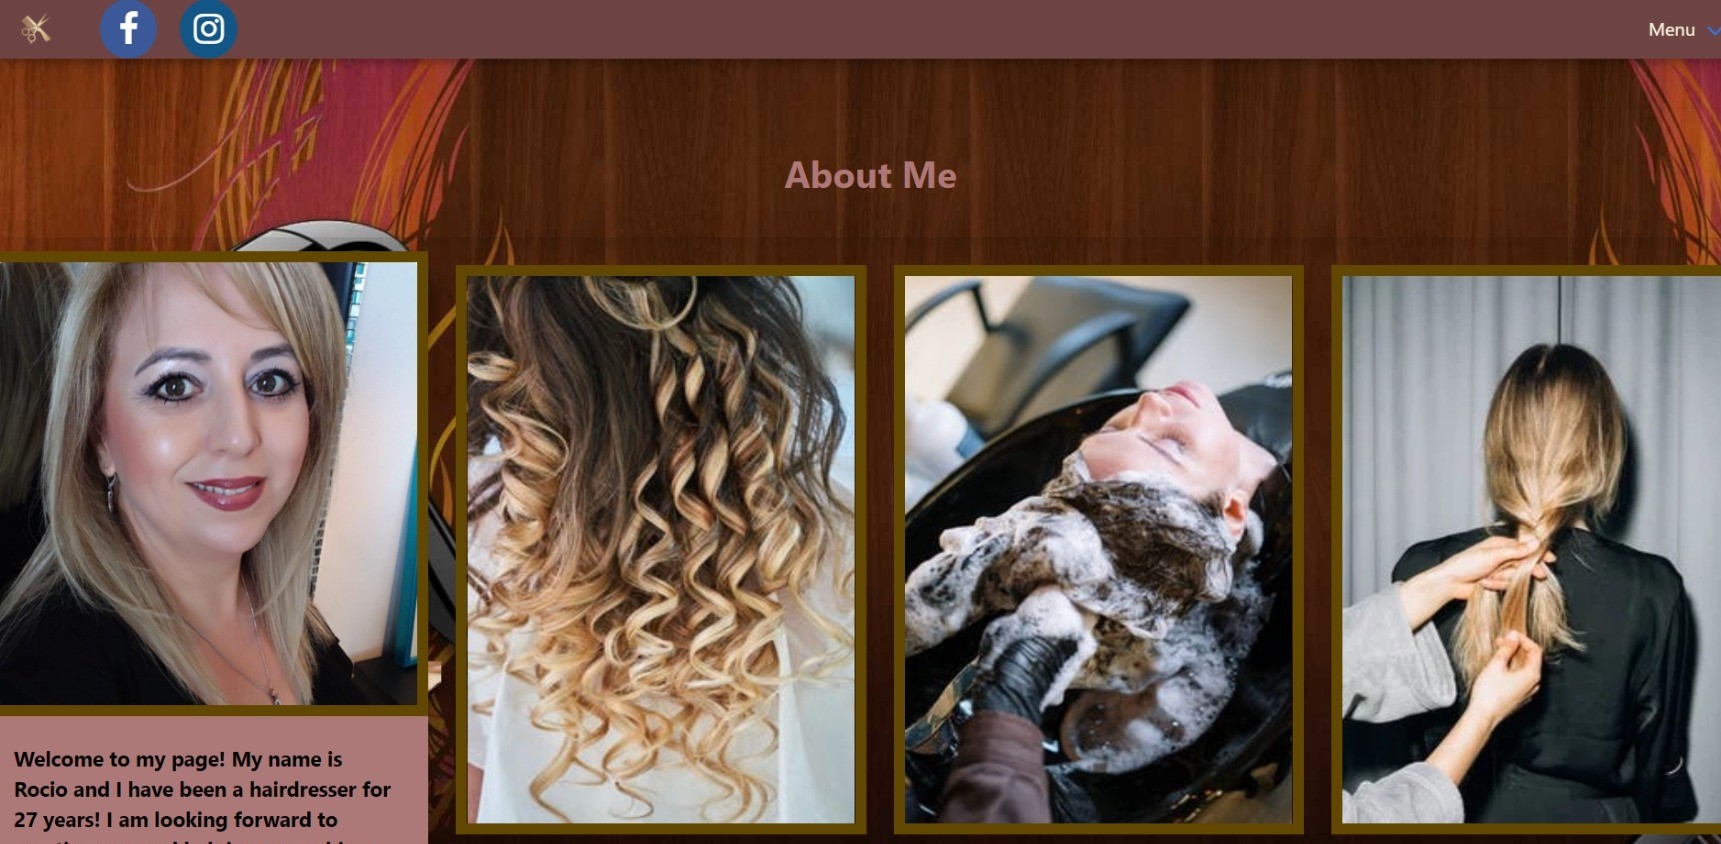 Menu
About Me
Welcome to my page! My name is
Rocio and I have been a hairdresser for
27 years! I am looking forward to